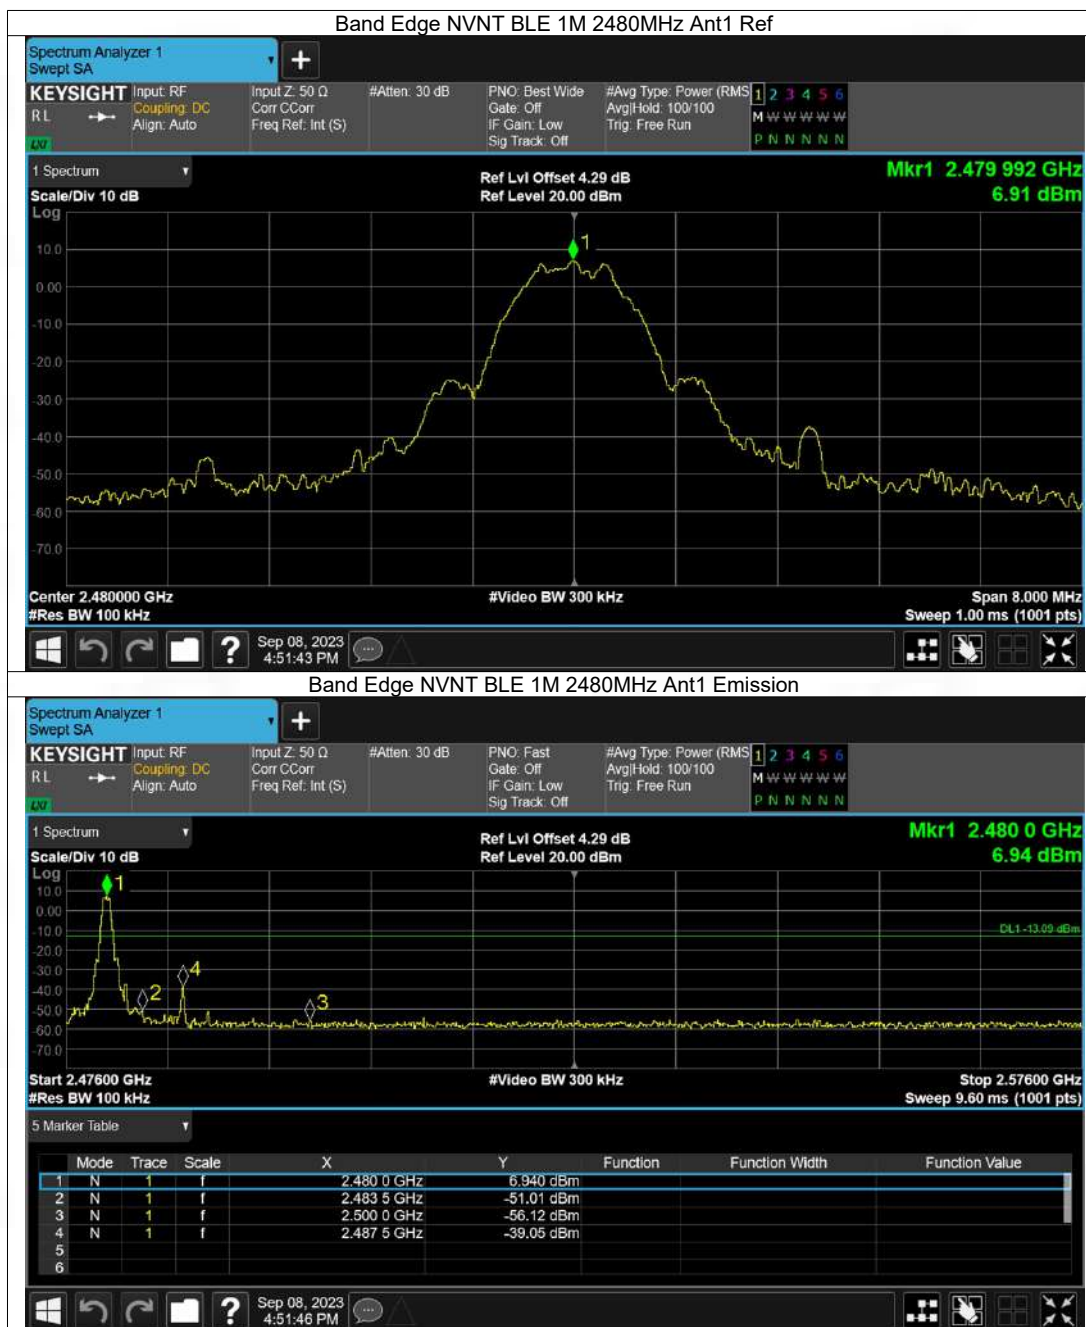 Band Edge NVNT BLE 1M 2480MHz Ant1 Ref
Spectrum Analyzer 1
Swept SA
+
KEYSIGHT Input: RF Input Z: 50 Ω #Atten: 30 dB PNO: Best Wide #Avg Type: Power (RMS 1 2 3 4 5 6
RL Coupling: DC Corr CCorr Gate: Off Avg|Hold: 100/100 M W W W W W
Align: Auto Freq Ref: Int (S) IF Gain: Low Trig: Free Run
LXI Sig Track: Off P N N N N N
1 Spectrum Ref Lvl Offset 4.29 dB Mkr1 2.479 992 GHz
Scale/Div 10 dB Ref Level 20.00 dBm 6.91 dBm
Log
1
10.0
0.00
-10.0
-20.0
-30.0
-40.0
-50.0
-60.0
-70.0
Center 2.480000 GHz #Video BW 300 kHz Span 8.000 MHz
#Res BW 100 kHz Sweep 1.00 ms (1001 pts)
? Sep 08, 2023
4:51:43 PM
Band Edge NVNT BLE 1M 2480MHz Ant1 Emission
Spectrum Analyzer 1
Swept SA
+
KEYSIGHT Input: RF Input Z: 50 Ω #Atten: 30 dB PNO: Fast #Avg Type: Power (RMS 1 2 3 4 5 6
RL Coupling: DC Corr CCorr Gate: Off Avg|Hold: 100/100 M W W W W W
Align: Auto Freq Ref: Int (S) IF Gain: Low Trig: Free Run
LXI Sig Track: Off P N N N N N
1 Spectrum Ref Lvl Offset 4.29 dB Mkr1 2.480 0 GHz
Scale/Div 10 dB Ref Level 20.00 dBm 6.94 dBm
Log
1
10.0
0.00
-10.0 DL1 -13.09 dBm
-20.0
-30.0 4
-40.0 2
-50.0 3
-60.0
-70.0
Start 2.47600 GHz #Video BW 300 kHz Stop 2.57600 GHz
#Res BW 100 kHz Sweep 9.60 ms (1001 pts)
5 Marker Table
Mode Trace Scale X Y Function Function Width Function Value
1 N 1 f 2.480 0 GHz 6.940 dBm
2 N 1 f 2.483 5 GHz -51.01 dBm
3 N 1 f 2.500 0 GHz -56.12 dBm
4 N 1 f 2.487 5 GHz -39.05 dBm
5
6
? Sep 08, 2023
4:51:46 PM